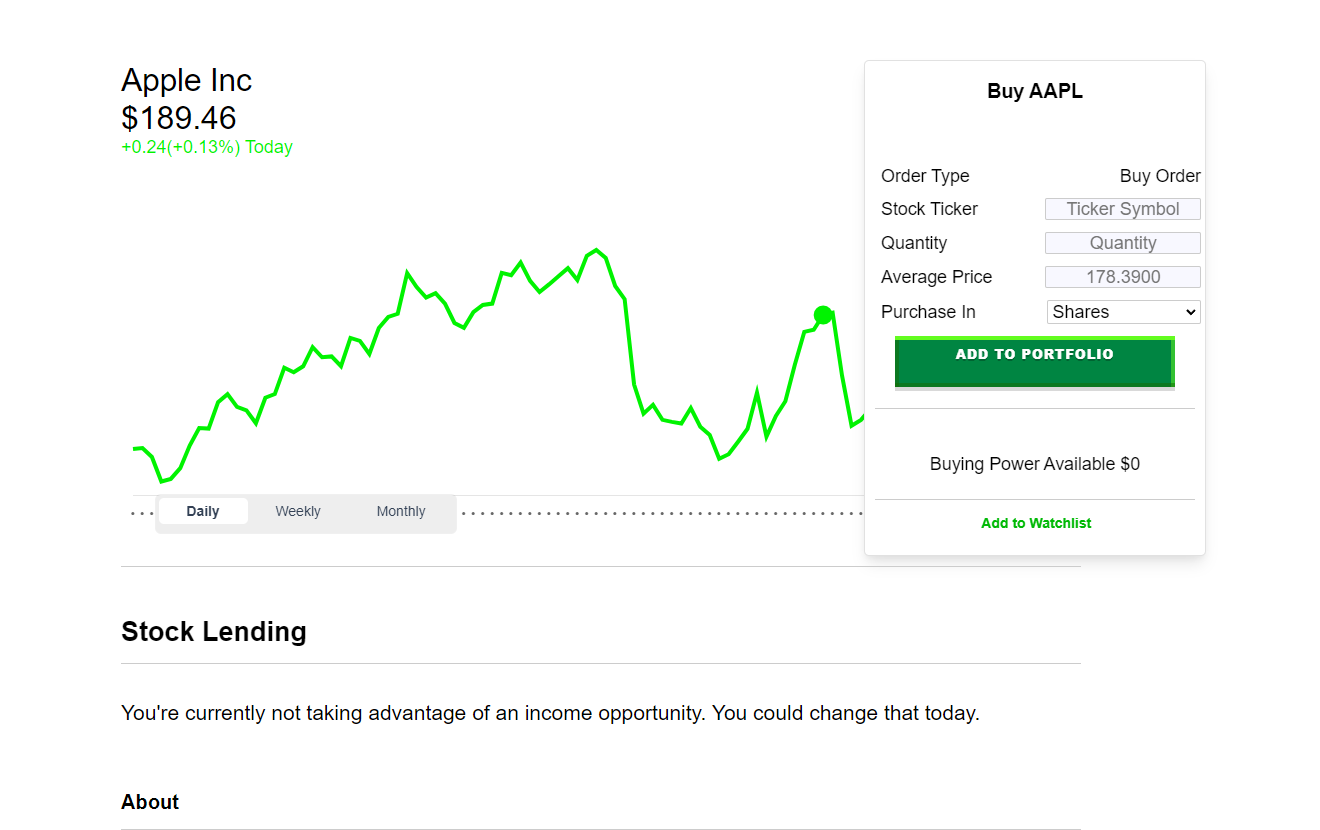 Apple Inc
$189.46
+0.24(+0.13%) Today
Buy AAPL
Order Type Buy Order
Stock Ticker Ticker Symbol
Quantity Quantity
Average Price 178.3900
Purchase In Shares
ADD TO PORTFOLIO
Buying Power Available $0
Add to Watchlist
Daily Weekly Monthly
Stock Lending
You're currently not taking advantage of an income opportunity. You could change that today.
About